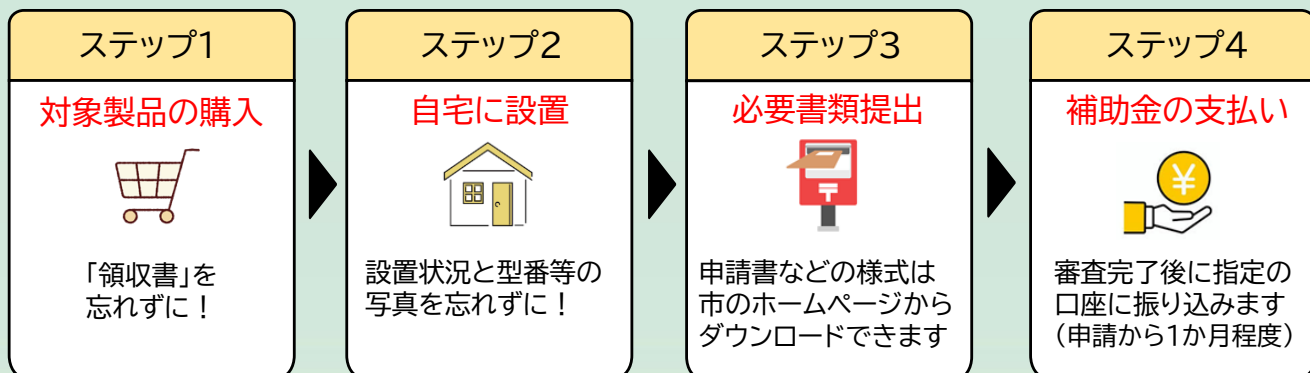 ステップ1
対象製品の購入
「領収書」を
忘れずに！
ステップ2
自宅に設置
設置状況と型番等の
写真を忘れずに！
ステップ3
必要書類提出
申請書などの様式は
市のホームページから
ダウンロードできます
ステップ4
補助金の支払い
審査完了後に指定の
口座に振り込みます
（申請から1か月程度）